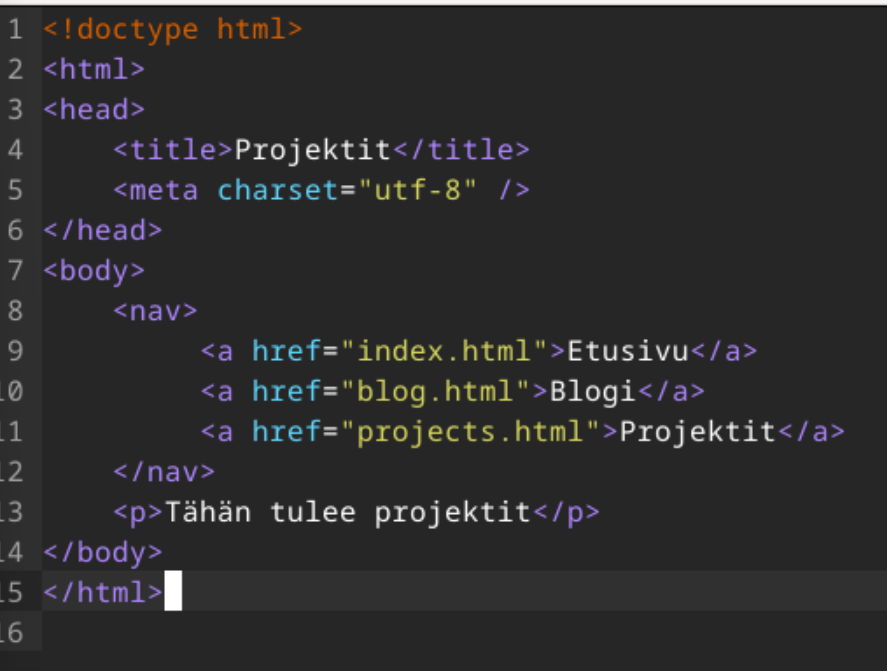 1 <!doctype html>
2 <html>
3 <head>
4     <title>Projektit</title>
5     <meta charset="utf-8" />
6 </head>
7 <body>
8     <nav>
9          <a href="index.html">Etusivu</a>
10          <a href="blog.html">Blogi</a>
11          <a href="projects.html">Projektit</a>
12     </nav>
13     <p>Tähän tulee projektit</p>
14 </body>
15 </html>
16